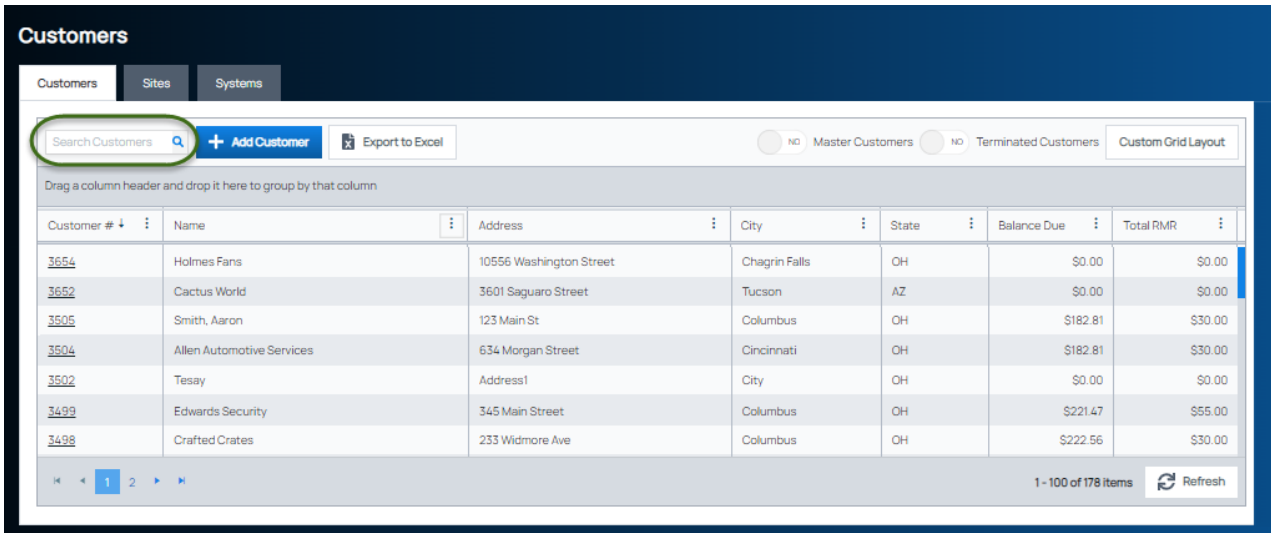 Customers
Customers Sites Systems
Search Customers + Add Customer Export to Excel NO Master Customers NO Terminated Customers Custom Grid Layout
Drag a column header and drop it here to group by that column
Customer # ↓ Name Address City State Balance Due Total RMR
3654 Holmes Fans 10556 Washington Street Chagrin Falls OH $0.00 $0.00
3652 Cactus World 3601 Saguaro Street Tucson AZ $0.00 $0.00
3505 Smith, Aaron 123 Main St Columbus OH $182.81 $30.00
3504 Allen Automotive Services 634 Morgan Street Cincinnati OH $182.81 $30.00
3502 Tesay Address1 City OH $0.00 $0.00
3499 Edwards Security 345 Main Street Columbus OH $221.47 $55.00
3498 Crafted Crates 233 Widmore Ave Columbus OH $222.56 $30.00
1 2 1 - 100 of 178 items Refresh